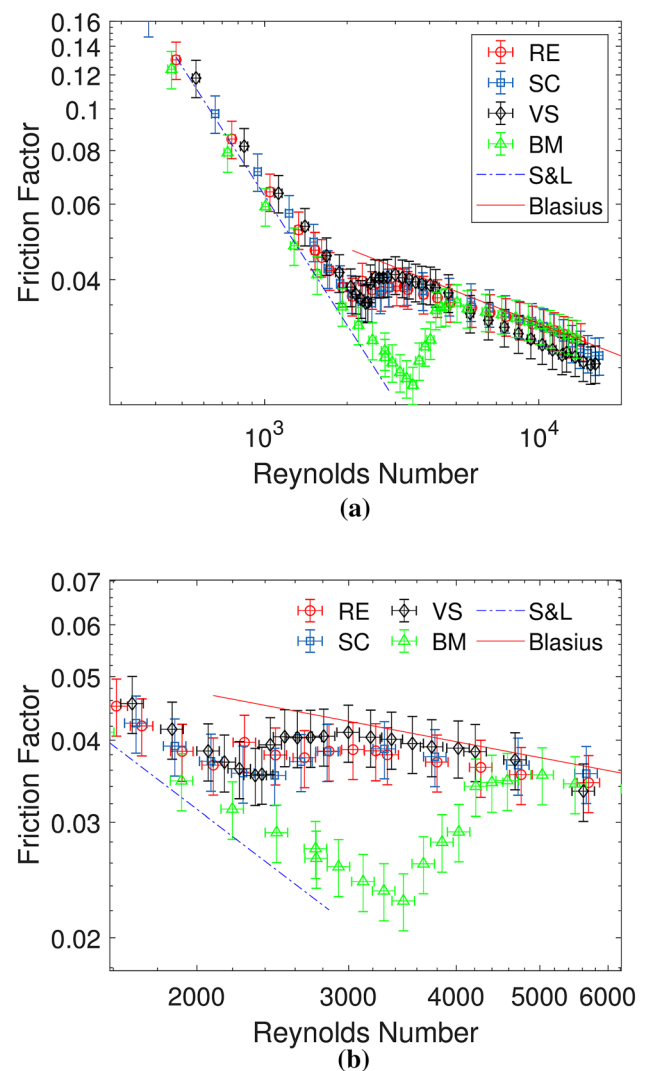 0.16
0.14
0.12
0.1
0.08
0.06
0.04
Friction Factor
RE
SC
VS
BM
S&L
Blasius
10³
10⁴
Reynolds Number
(a)
0.07
0.06
0.05
0.04
0.03
0.02
Friction Factor
RE VS S&L
SC BM Blasius
2000 3000 4000 5000 6000
Reynolds Number
(b)